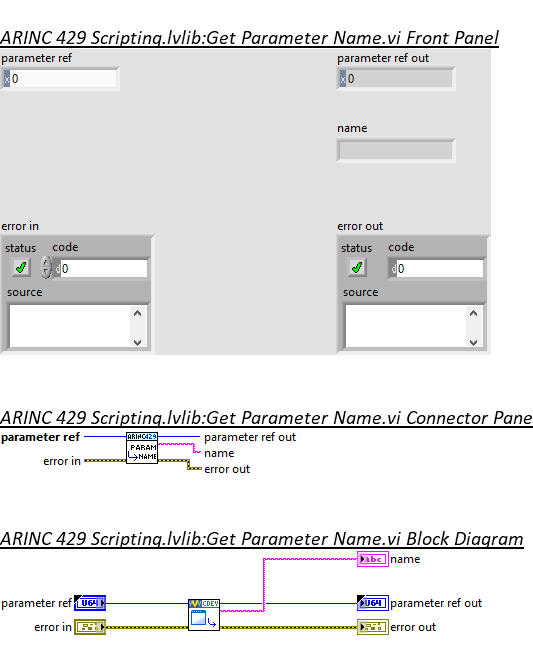 ARINC 429 Scripting.lvlib:Get Parameter Name.vi Front Panel
parameter ref
parameter ref out
x 0
x 0
name
error in
error out
status code
status code
d 0
d 0
source
source
ARINC 429 Scripting.lvlib:Get Parameter Name.vi Connector Pane
parameter ref
ARINC429
PARAM
NAME
parameter ref out
name
error in
error out
ARINC 429 Scripting.lvlib:Get Parameter Name.vi Block Diagram
abc name
parameter ref U64
CDEV
U64 parameter ref out
error in
error out